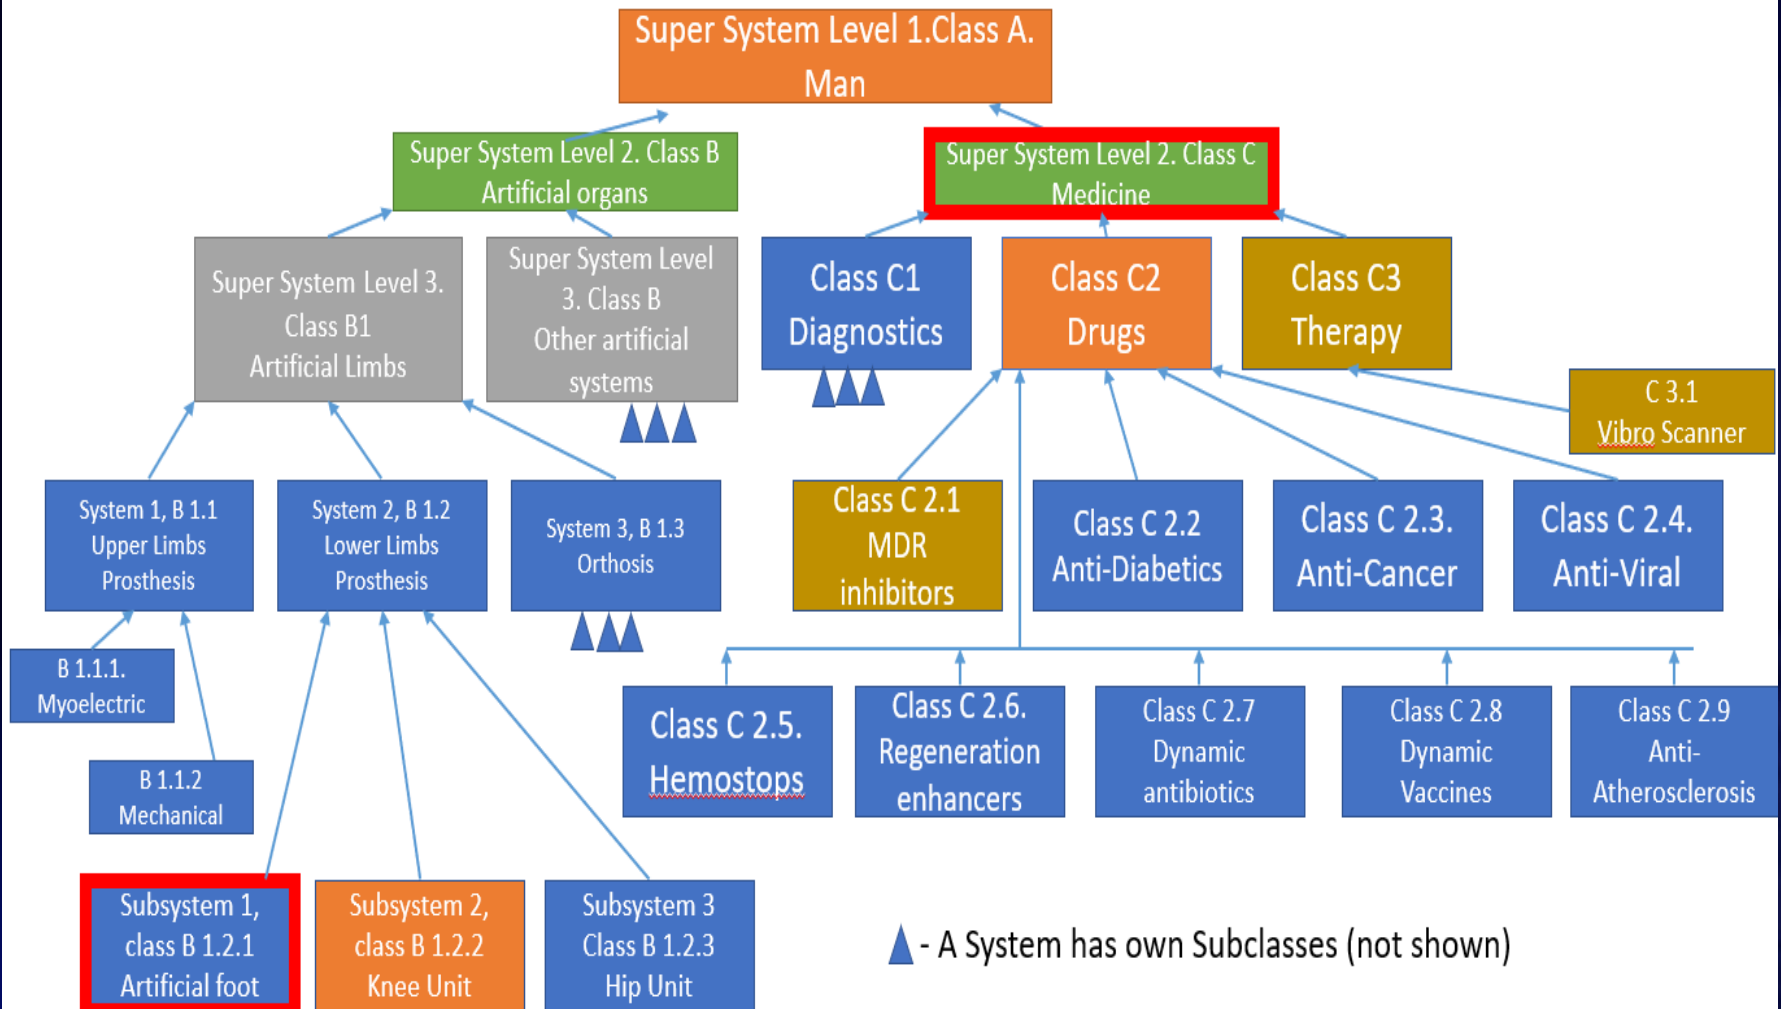 Super System Level 1.Class A.
Man
Super System Level 2. Class B
Artificial organs
Super System Level 2. Class C
Medicine
Super System Level 3.
Class B1
Artificial Limbs
Super System Level
3. Class B
Other artificial
systems
Class C1
Diagnostics
Class C2
Drugs
Class C3
Therapy
C 3.1
Vibro Scanner
System 1, B 1.1
Upper Limbs
Prosthesis
System 2, B 1.2
Lower Limbs
Prosthesis
System 3, B 1.3
Orthosis
Class C 2.1
MDR
inhibitors
Class C 2.2
Anti-Diabetics
Class C 2.3.
Anti-Cancer
Class C 2.4.
Anti-Viral
B 1.1.1.
Myoelectric
B 1.1.2
Mechanical
Class C 2.5.
Hemostops
Class C 2.6.
Regeneration
enhancers
Class C 2.7
Dynamic
antibiotics
Class C 2.8
Dynamic
Vaccines
Class C 2.9
Anti-
Atherosclerosis
Subsystem 1,
class B 1.2.1
Artificial foot
Subsystem 2,
class B 1.2.2
Knee Unit
Subsystem 3
Class B 1.2.3
Hip Unit
- A System has own Subclasses (not shown)